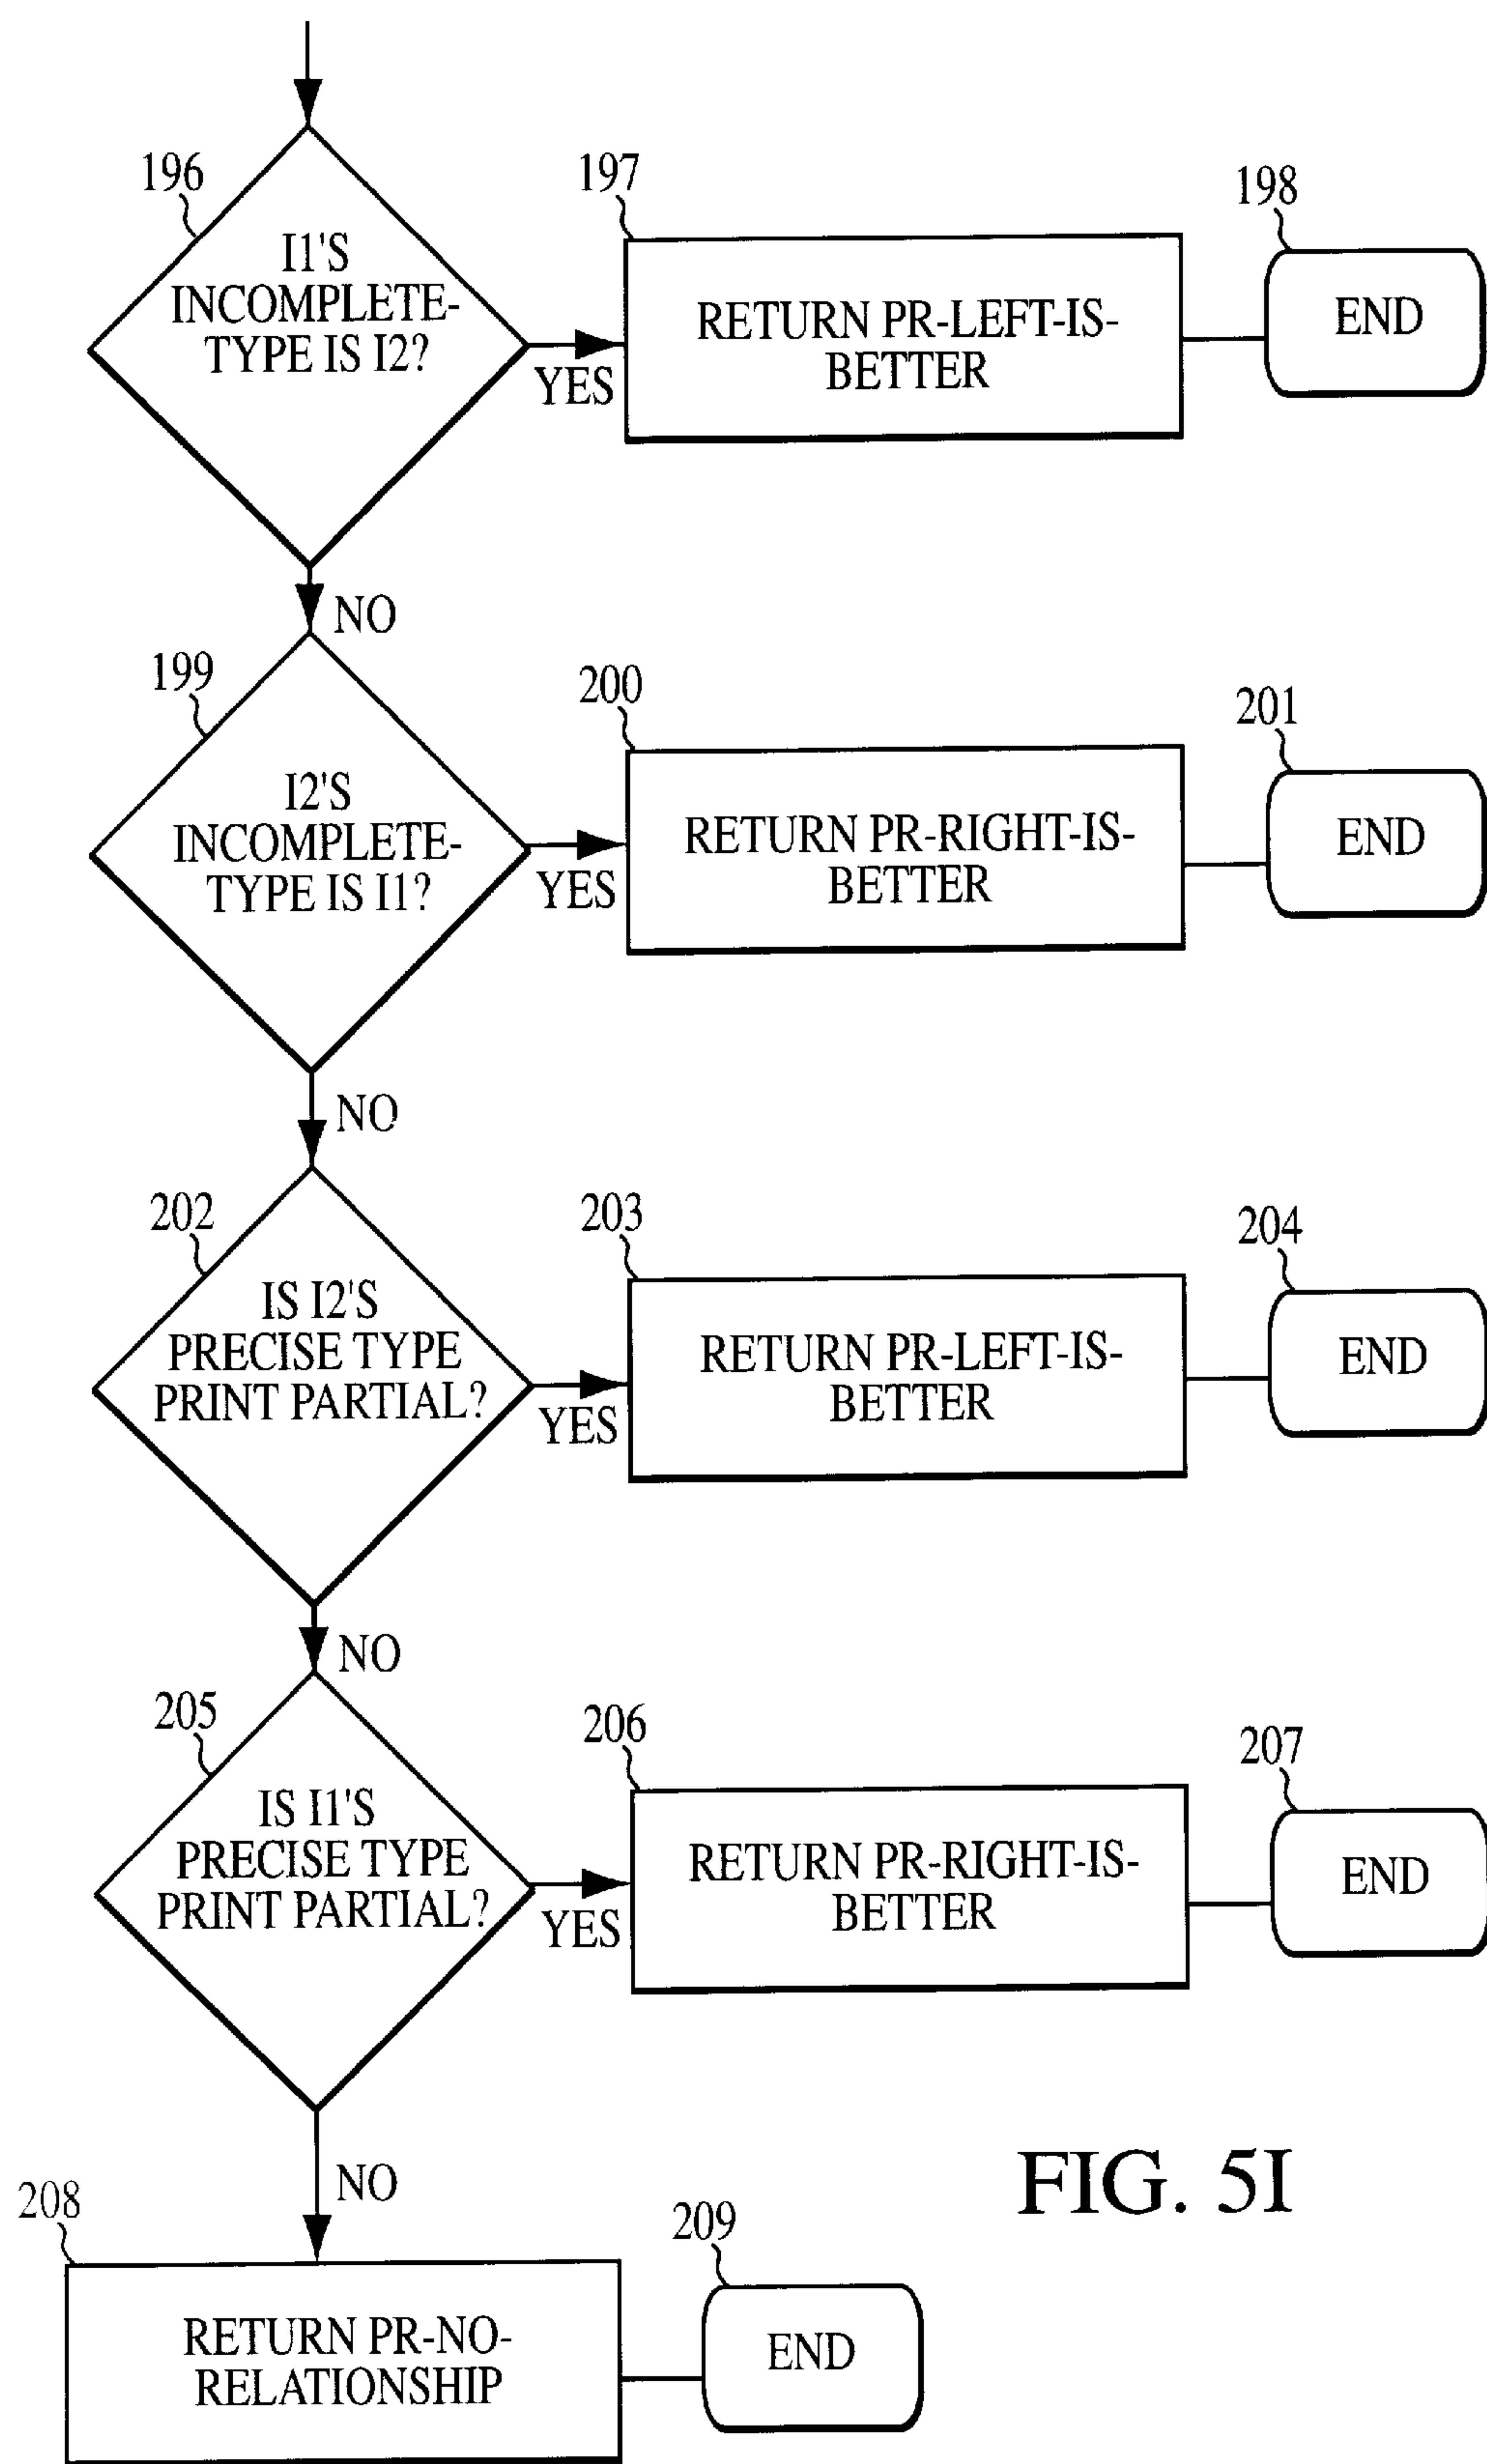 196
I1'S
INCOMPLETE-
TYPE IS I2?
YES
197
RETURN PR-LEFT-IS-
BETTER
198
END
NO
199
I2'S
INCOMPLETE-
TYPE IS I1?
YES
200
RETURN PR-RIGHT-IS-
BETTER
201
END
NO
202
IS I2'S
PRECISE TYPE
PRINT PARTIAL?
YES
203
RETURN PR-LEFT-IS-
BETTER
204
END
NO
205
IS I1'S
PRECISE TYPE
PRINT PARTIAL?
YES
206
RETURN PR-RIGHT-IS-
BETTER
207
END
NO
208
RETURN PR-NO-
RELATIONSHIP
209
END
FIG. 5I